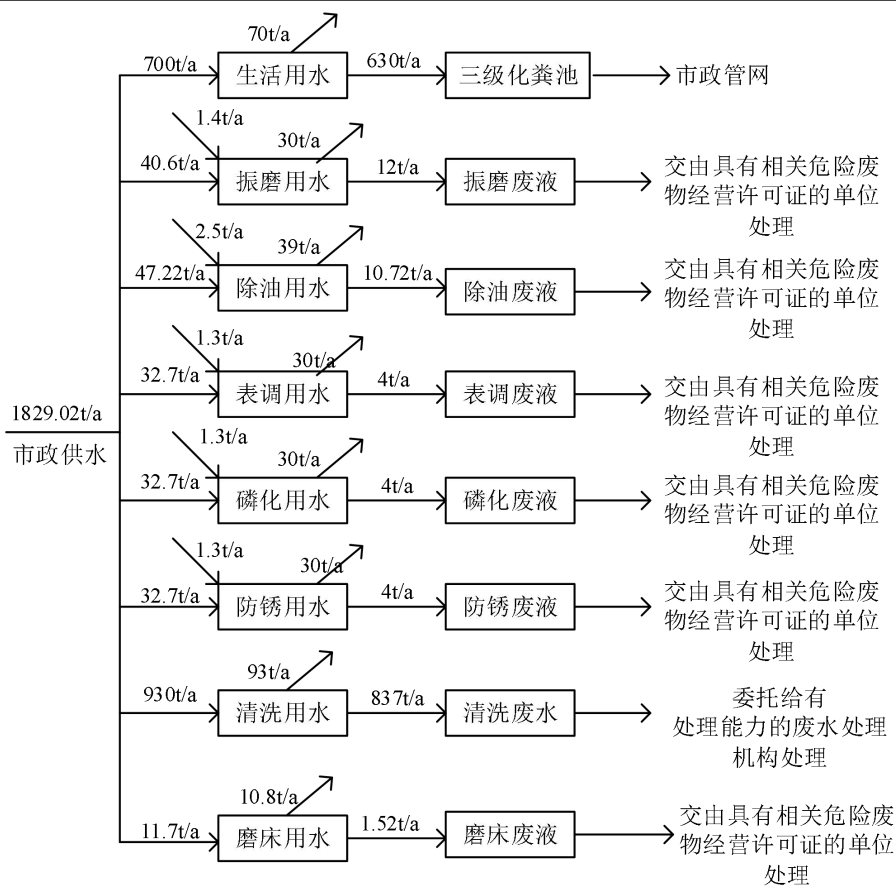 70t/a
700t/a
生活用水
630t/a
三级化粪池
市政管网
1.4t/a
30t/a
40.6t/a
振磨用水
12t/a
振磨废液
交由具有相关危险废
物经营许可证的单位
处理
2.5t/a
39t/a
47.22t/a
除油用水
10.72t/a
除油废液
交由具有相关危险废
物经营许可证的单位
处理
1.3t/a
30t/a
32.7t/a
表调用水
4t/a
表调废液
交由具有相关危险废
物经营许可证的单位
处理
1829.02t/a
市政供水
1.3t/a
30t/a
32.7t/a
磷化用水
4t/a
磷化废液
交由具有相关危险废
物经营许可证的单位
处理
1.3t/a
30t/a
32.7t/a
防锈用水
4t/a
防锈废液
交由具有相关危险废
物经营许可证的单位
处理
93t/a
930t/a
清洗用水
837t/a
清洗废水
委托给有
处理能力的废水处理
机构处理
10.8t/a
11.7t/a
磨床用水
1.52t/a
磨床废液
交由具有相关危险废
物经营许可证的单位
处理